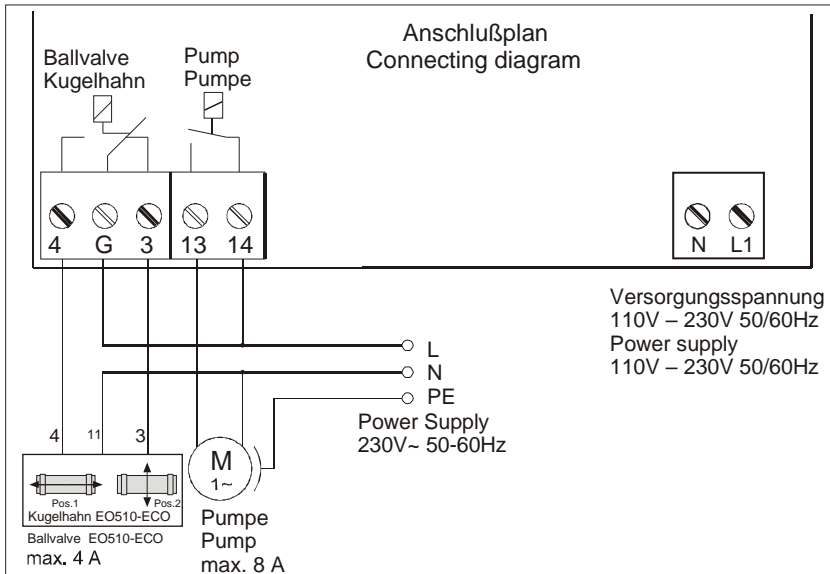 Anschlußplan
Connecting diagram
Ballvalve
Kugelhahn
Pump
Pumpe
4 G 3 13 14
N L1
Versorgungsspannung
110V – 230V 50/60Hz
Power supply
110V – 230V 50/60Hz
L
N
PE
Power Supply
230V~ 50-60Hz
4 11 3
Pos.1 Pos.2
Kugelhahn EO510-ECO
Ballvalve EO510-ECO
max. 4 A
M
1~
Pumpe
Pump
max. 8 A